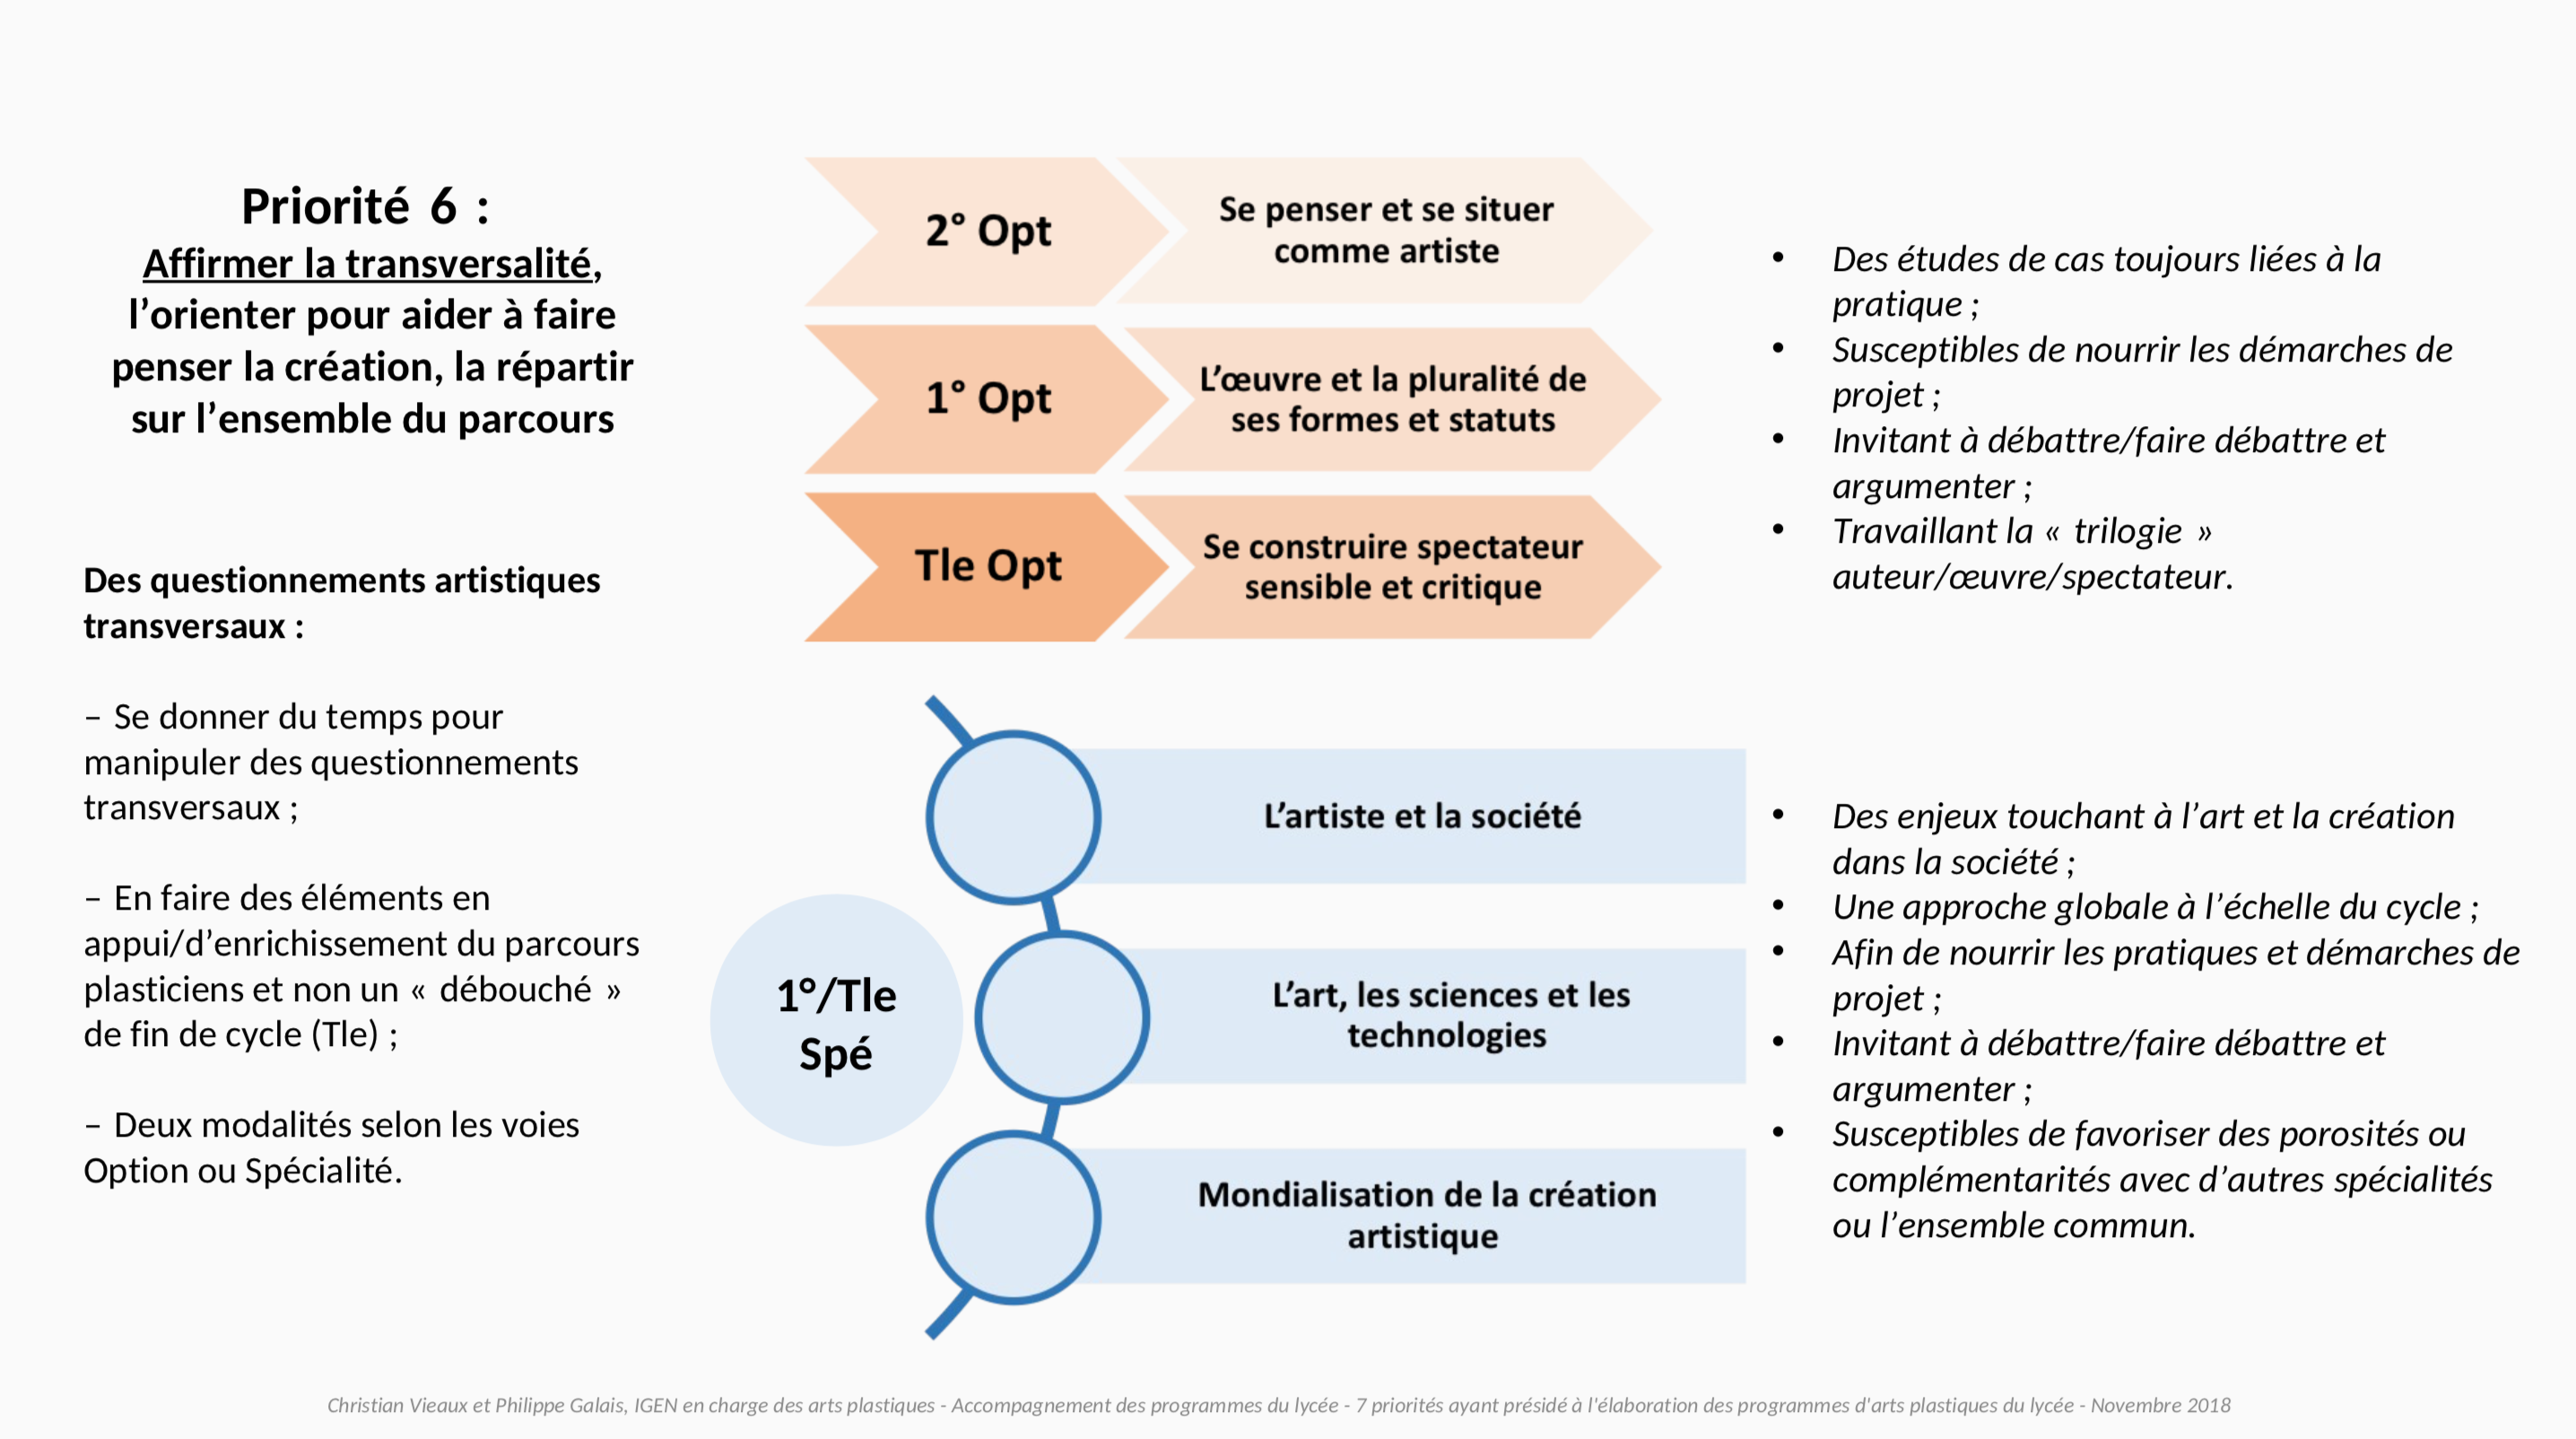 Priorité 6 :
Affirmer la transversalité,
l’orienter pour aider à faire
penser la création, la répartir
sur l’ensemble du parcours
Des questionnements artistiques
transversaux :
– Se donner du temps pour
manipuler des questionnements
transversaux ;
– En faire des éléments en
appui/d’enrichissement du parcours
plasticiens et non un « débouché »
de fin de cycle (Tle) ;
– Deux modalités selon les voies
Option ou Spécialité.
2° Opt
Se penser et se situer
comme artiste
1° Opt
L’œuvre et la pluralité de
ses formes et statuts
Tle Opt
Se construire spectateur
sensible et critique
• Des études de cas toujours liées à la
pratique ;
• Susceptibles de nourrir les démarches de
projet ;
• Invitant à débattre/faire débattre et
argumenter ;
• Travaillant la « trilogie »
auteur/œuvre/spectateur.
1°/Tle
Spé
L’artiste et la société
L’art, les sciences et les
technologies
Mondialisation de la création
artistique
• Des enjeux touchant à l’art et la création
dans la société ;
• Une approche globale à l’échelle du cycle ;
• Afin de nourrir les pratiques et démarches de
projet ;
• Invitant à débattre/faire débattre et
argumenter ;
• Susceptibles de favoriser des porosités ou
complémentarités avec d’autres spécialités
ou l’ensemble commun.
Christian Vieaux et Philippe Galais, IGEN en charge des arts plastiques - Accompagnement des programmes du lycée - 7 priorités ayant présidé à l'élaboration des programmes d'arts plastiques du lycée - Novembre 2018